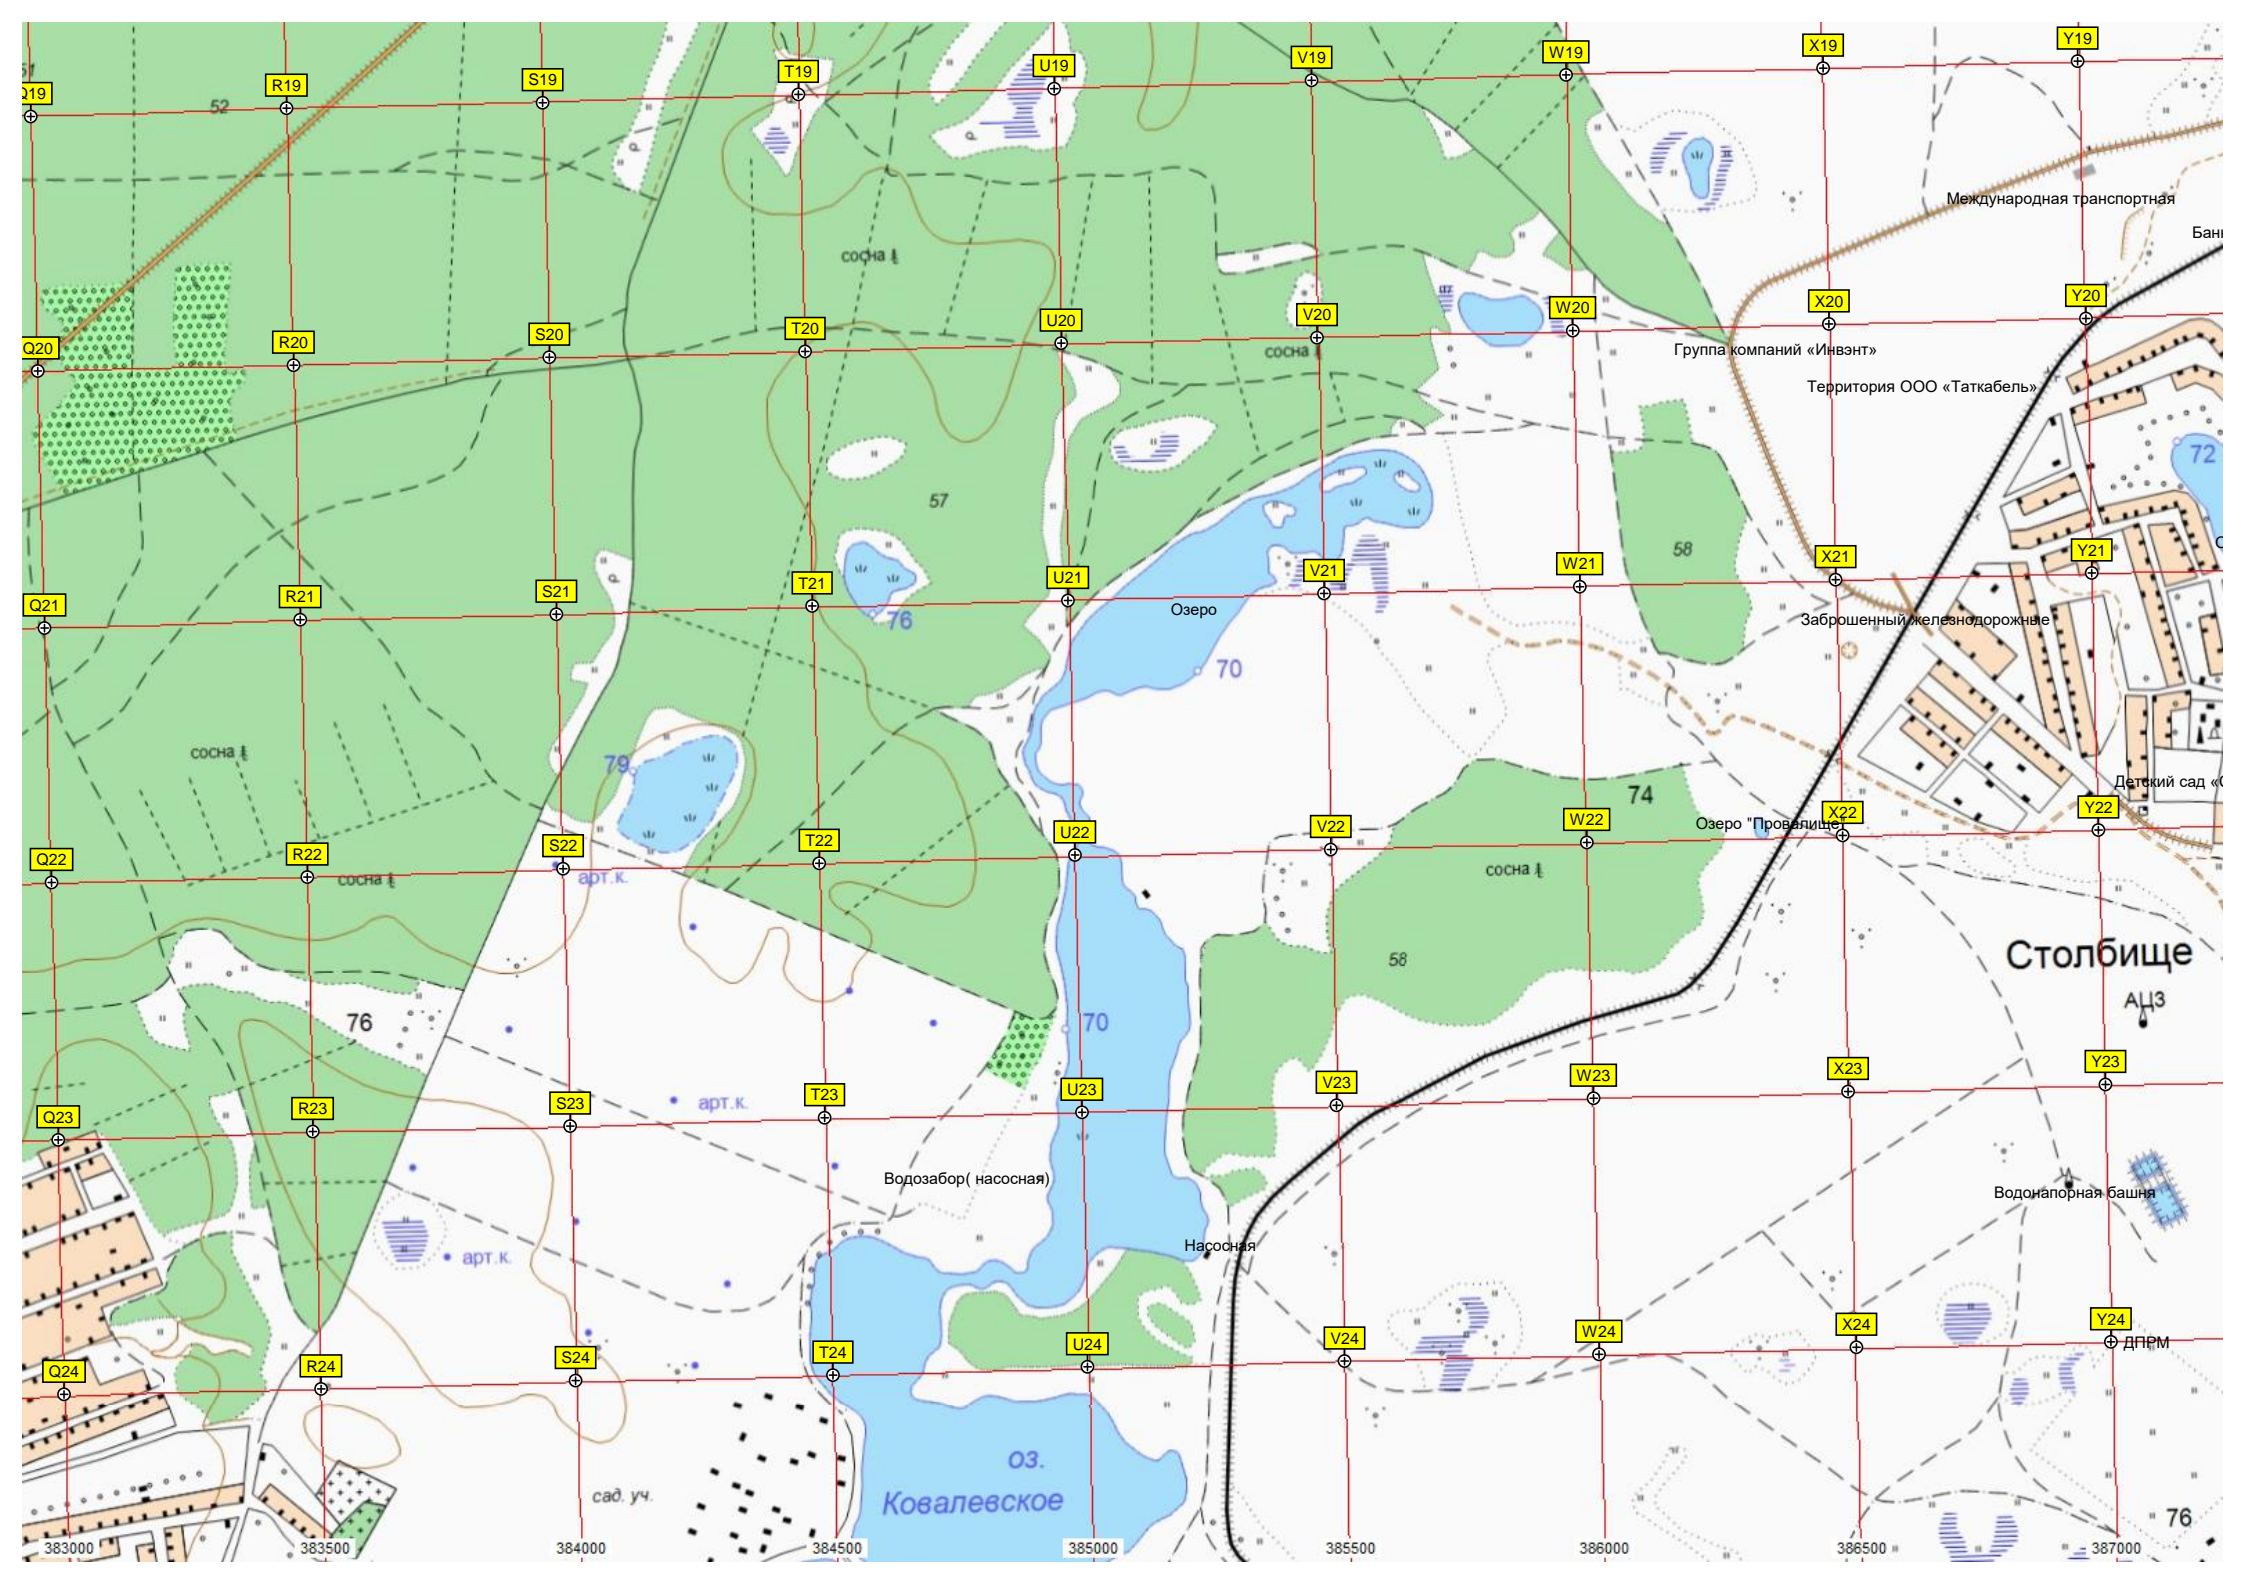 Y19
X19
W19
V19
U19
T19
S19
R19
Q19
51
52
Международная транспортная
Бан
сосна
Y20
X20
W20
V20
U20
T20
S20
R20
Q20
сосна
Группа компаний «Инвэнт»
Территория ООО «Таткабель»
72
57
58
Y21
X21
W21
V21
U21
T21
S21
R21
Q21
Озеро
76
Заброшенный железнодорожные
70
сосна
79
74
Детский сад «
Y22
X22
W22
V22
U22
T22
S22
R22
Q22
Озеро "Провалище"
сосна
арт.к.
сосна
58
Столбище
АЦЗ
76
70
Y23
X23
W23
V23
U23
T23
S23
R23
Q23
арт.к.
Водозабор( насосная)
Водонапорная башня
Насосная
арт.к.
Y24
X24
W24
V24
U24
T24
S24
R24
Q24
ДПРМ
оз.
Ковалевское
сад. уч.
76
383000
383500
384000
384500
385000
385500
386000
386500
387000